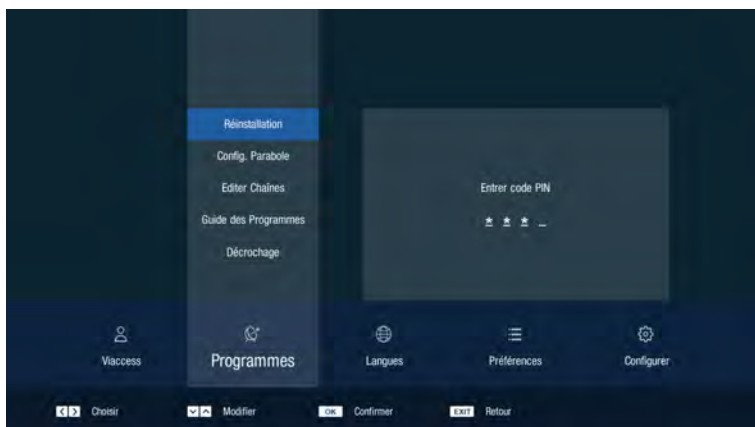 Réinstallation
Config. Parabole
Editer Chaînes
Guide des Programmes
Décrochage
Entrer code PIN
* * * _
Viaccess
Programmes
Langues
Préférences
Configurer
Choisir
Modifier
OK Confirmer
EXIT Retour